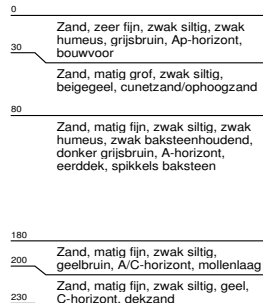 0
Zand, zeer fijn, zwak siltig, zwak
humeus, grijsbruin, Ap-horizont,
bouwvoor
30
Zand, matig grof, zwak siltig,
beigegeel, cunetzand/ophoogzand
80
Zand, matig fijn, zwak siltig, zwak
humeus, zwak baksteenhoudend,
donker grijsbruin, A-horizont,
eerddek, spikkels baksteen
180
Zand, matig fijn, zwak siltig,
geelbruin, A/C-horizont, mollenlaag
200
Zand, matig fijn, zwak siltig, geel,
C-horizont, dekzand
230